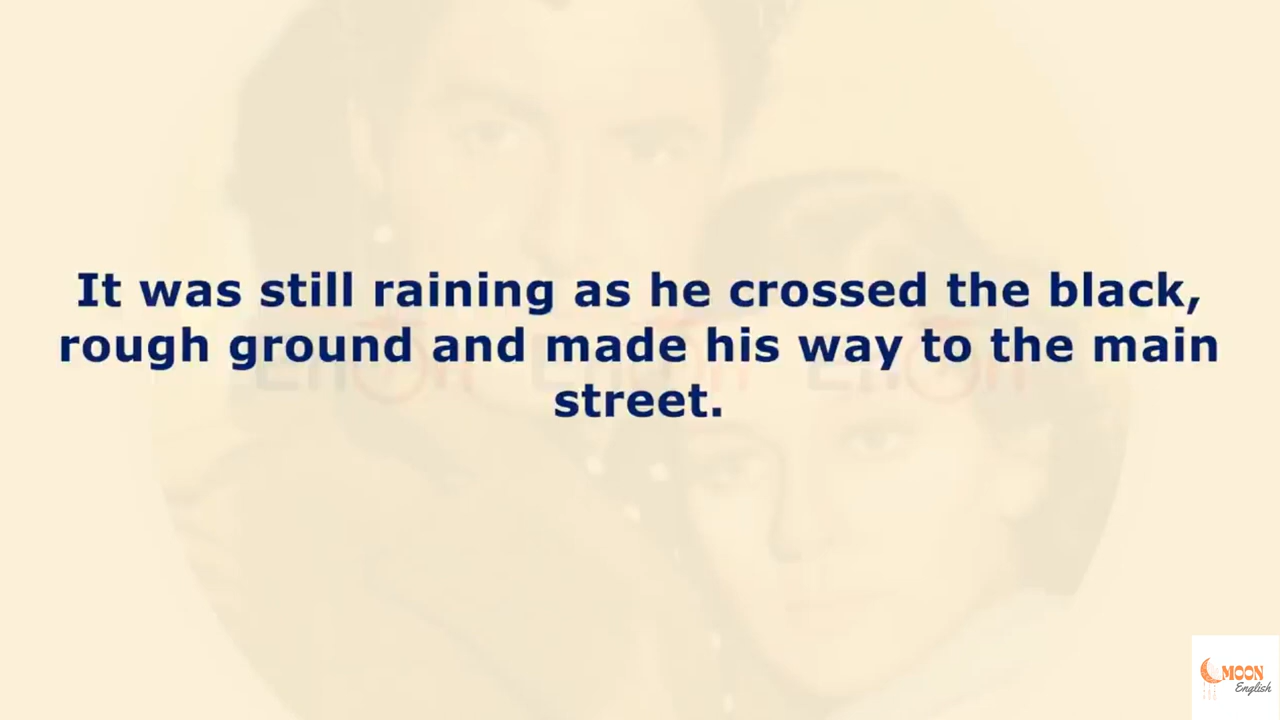 It was still raining as he crossed the black,
rough ground and made his way to the main
street.
MOON
English